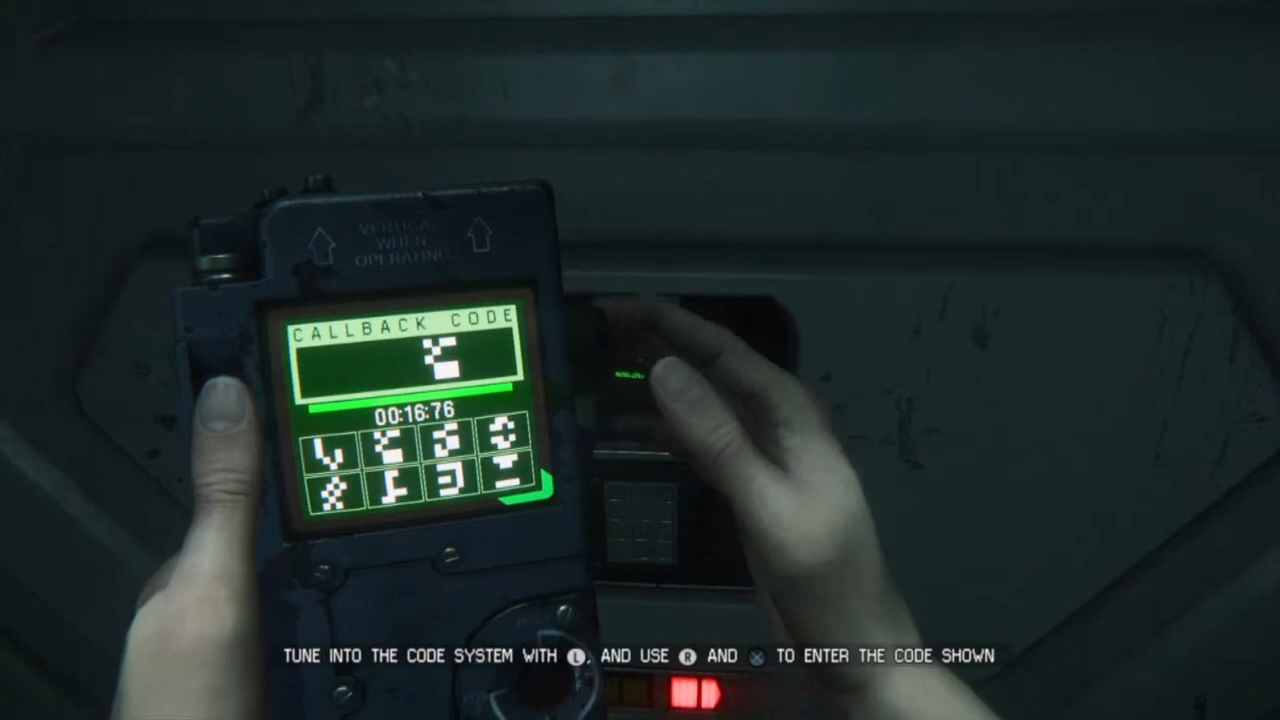 VERTICAL
WHEN
OPERATING
CALLBACK CODE
00:16:76
TUNE INTO THE CODE SYSTEM WITH L, AND USE R AND X TO ENTER THE CODE SHOWN